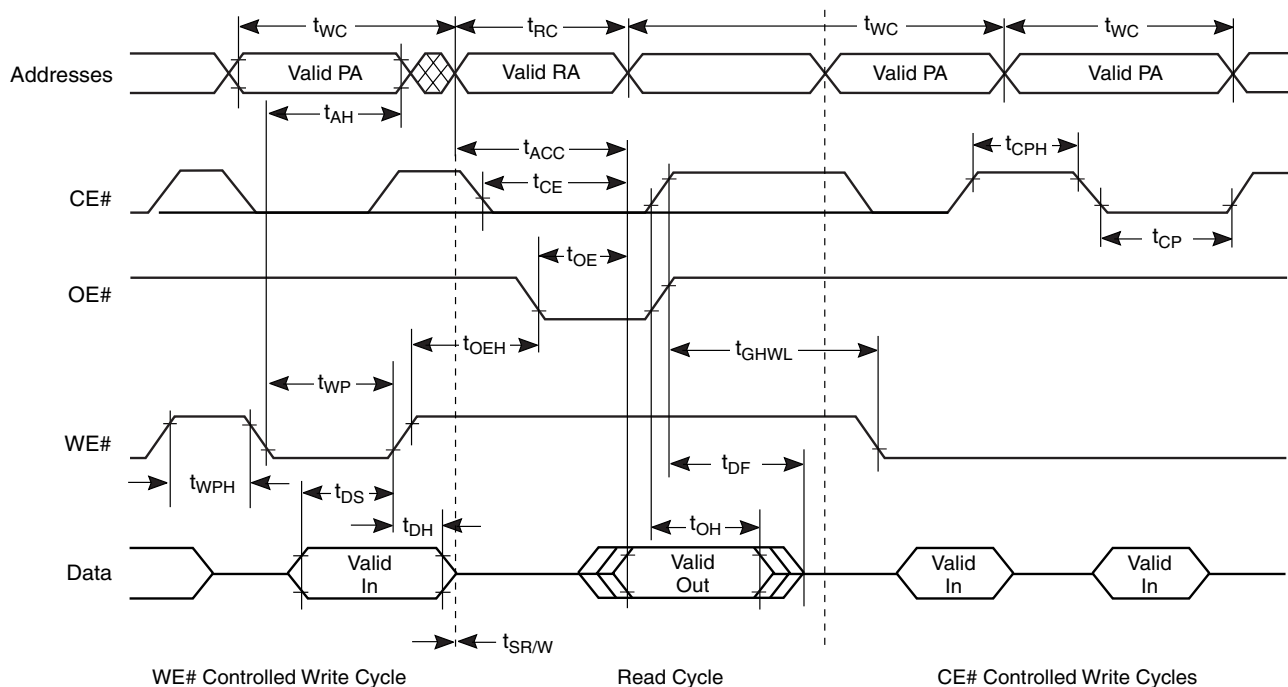 tWC tRC tWC tWC
Addresses Valid PA Valid RA Valid PA Valid PA
tAH
tACC tCPH
CE# tCE
tCP
tOE
OE#
tOEH tGHWL
tWP
WE#
tDF
tWPH tDS
tDH tOH
Data Valid In Valid Out Valid In Valid In
tSR/W
WE# Controlled Write Cycle Read Cycle CE# Controlled Write Cycles